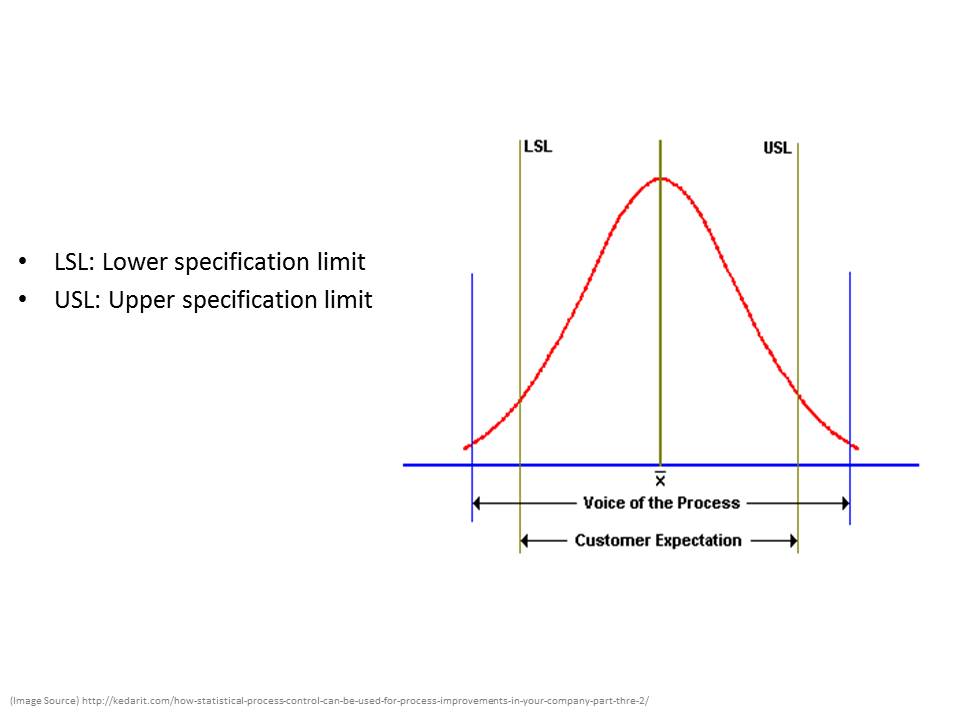 • LSL: Lower specification limit
• USL: Upper specification limit
LSL
USL
x̄
Voice of the Process
Customer Expectation
(Image Source) http://kedarit.com/how-statistical-process-control-can-be-used-for-process-improvements-in-your-company-part-thre-2/